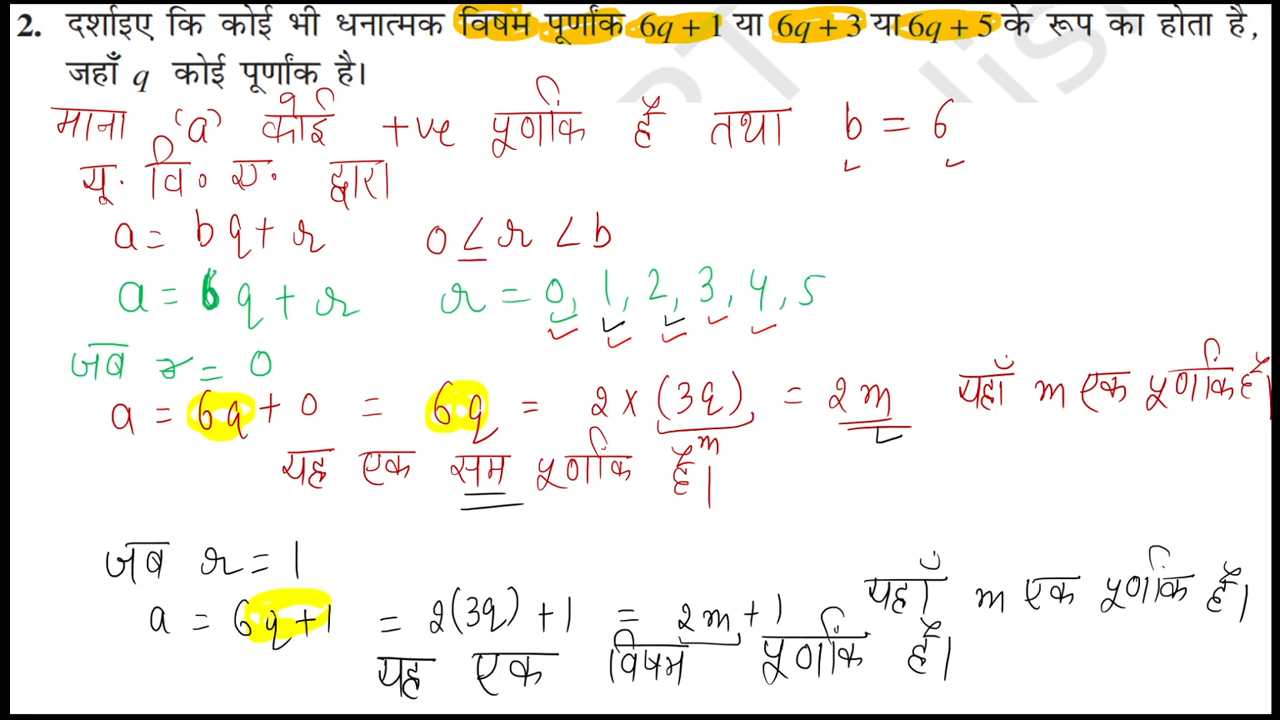 2. दर्शाइए कि कोई भी धनात्मक विषम पूर्णांक 6q + 1 या 6q + 3 या 6q + 5 के रूप का होता है,
जहाँ q कोई पूर्णांक है।
माना 'a' कोई +ve पूर्णांक है तथा b = 6
यू. वि. ए. द्वारा
a = bq + r 0 ≤ r < b
a = 6q + r r = 0, 1, 2, 3, 4, 5
जब r = 0
a = 6q + 0 = 6q = 2 × (3q) = 2m यहाँ m एक पूर्णांक है।
m
यह एक सम पूर्णांक है।
जब r = 1
a = 6q + 1 = 2(3q) + 1 = 2m + 1 यहाँ m एक पूर्णांक है।
यह एक विषम पूर्णांक है।